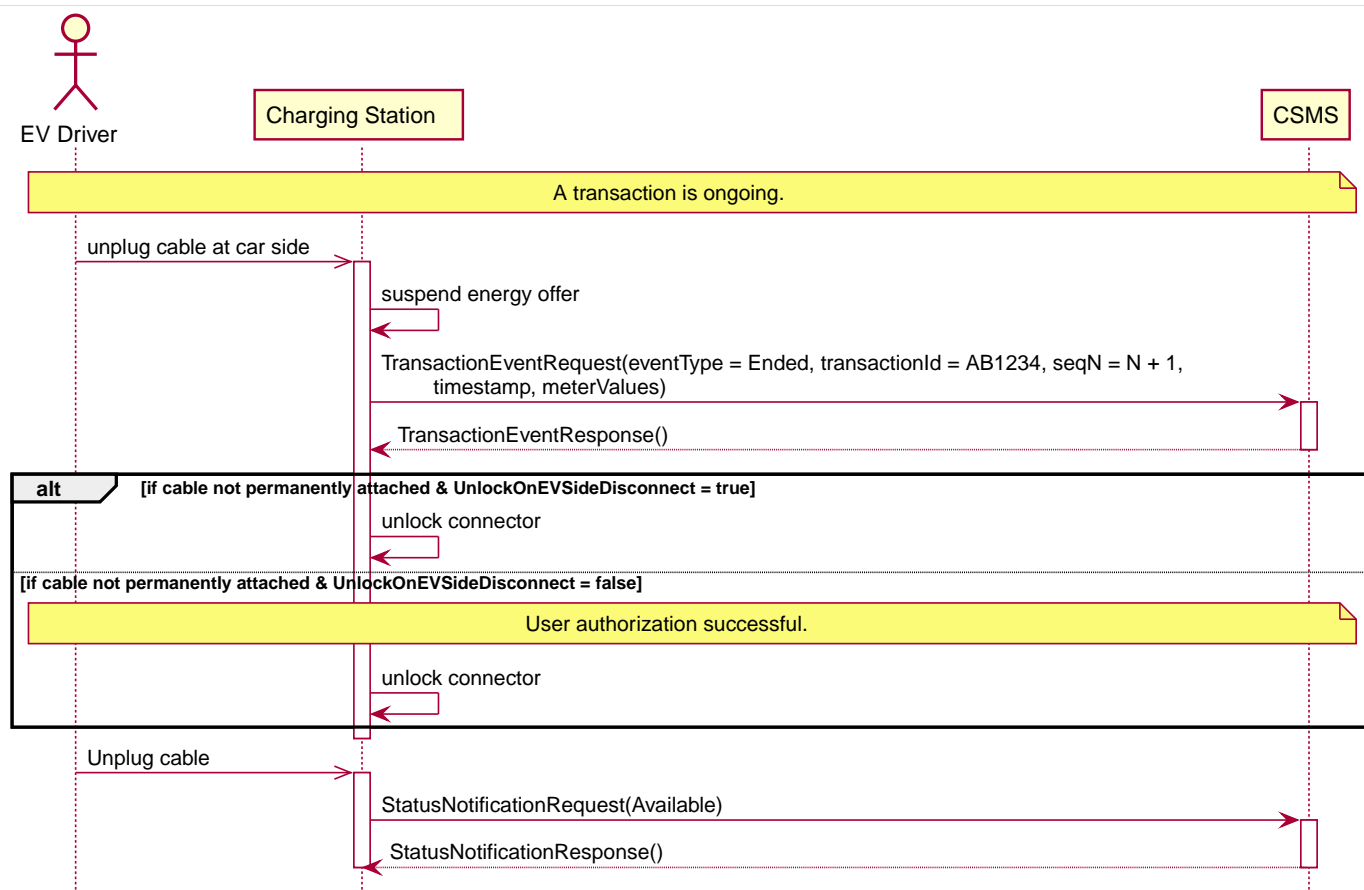 EV Driver
Charging Station
CSMS
A transaction is ongoing.
unplug cable at car side
suspend energy offer
TransactionEventRequest(eventType = Ended, transactionId = AB1234, seqN = N + 1,
timestamp, meterValues)
TransactionEventResponse()
alt
[if cable not permanently attached & UnlockOnEVSideDisconnect = true]
unlock connector
[if cable not permanently attached & UnlockOnEVSideDisconnect = false]
User authorization successful.
unlock connector
Unplug cable
StatusNotificationRequest(Available)
StatusNotificationResponse()